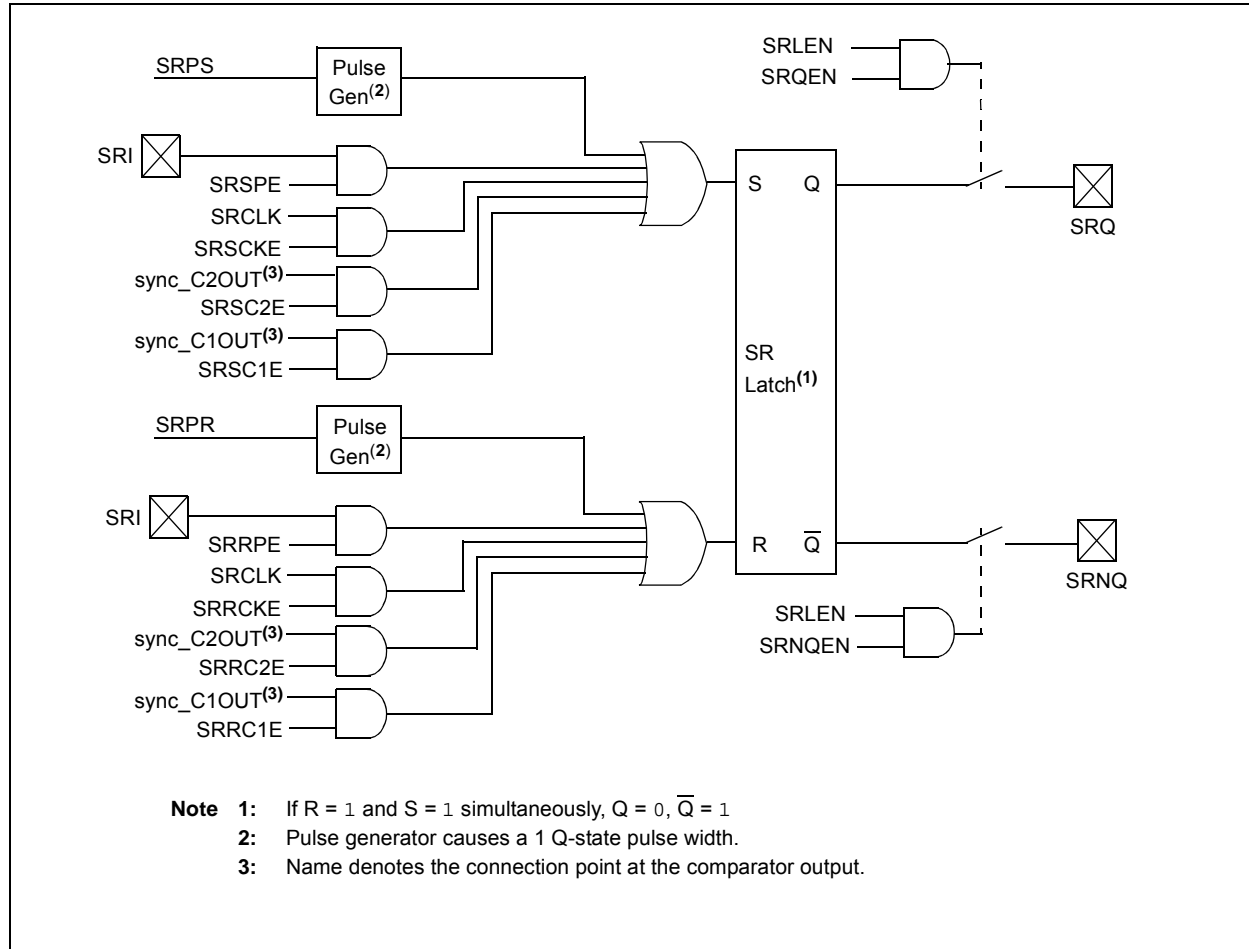 SRPS
Pulse
Gen(2)
SRI
SRSPE
SRCLK
SRSCKE
sync_C2OUT(3)
SRSC2E
sync_C1OUT(3)
SRSC1E
SRPR
Pulse
Gen(2)
SRI
SRRPE
SRCLK
SRRCKE
sync_C2OUT(3)
SRRC2E
sync_C1OUT(3)
SRRC1E
S Q
SR
Latch(1)
R Q̅
SRLEN
SRQEN
SRQ
SRLEN
SRNQEN
SRNQ
Note 1: If R = 1 and S = 1 simultaneously, Q = 0, Q̅ = 1
2: Pulse generator causes a 1 Q-state pulse width.
3: Name denotes the connection point at the comparator output.